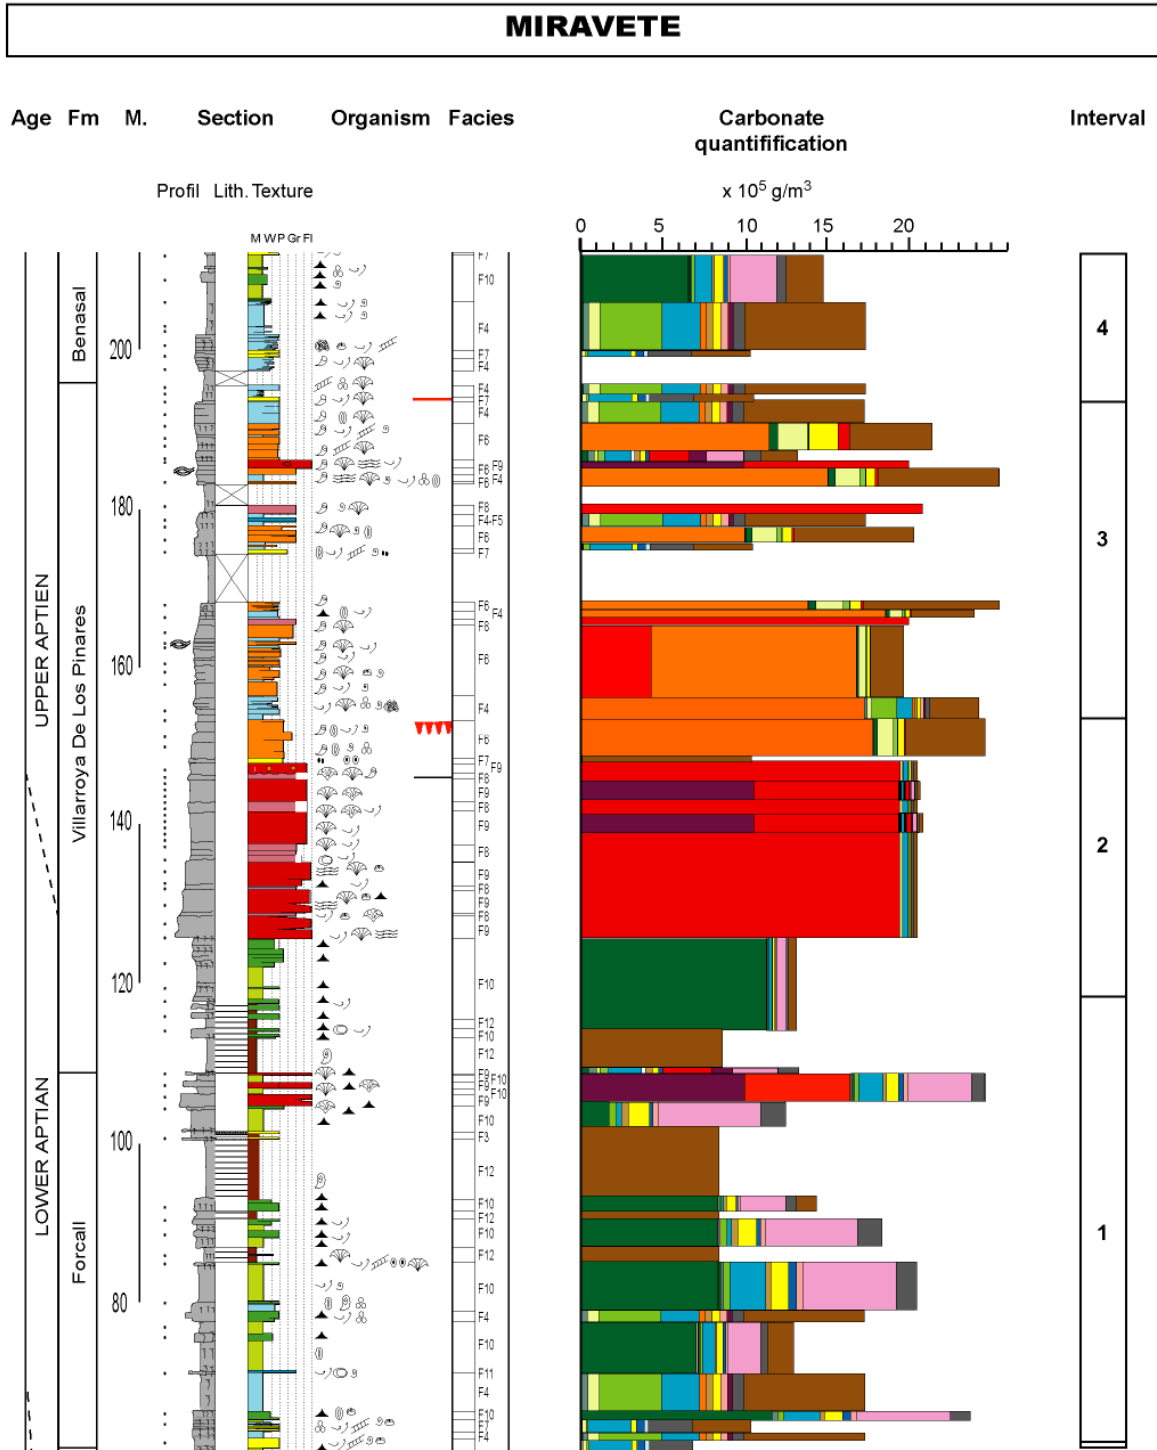 MIRAVETE
Age Fm M. Section Organism Facies Carbonate Interval
quantifification
Profil Lith. Texture x 10⁵ g/m³
0 5 10 15 20
M W P Gr Fl
F7
F10
Benasal
4
F4
200
F7
F4
F4
F7
F4
F6
F9
F6
F4
F6
180
F8
F4-F5
F6
3
F7
UPPER APTIEN
Villarroya De Los Pinares
F6
F4
F8
160
F6
F4
F6
F7
F9
F8
F9
F8
140
F9
2
F8
F9
F8
F9
F8
F9
120
F10
F12
F10
F12
F9
F10
F9
F10
F9
LOWER APTIAN
Forcall
F10
100
F3
F12
F10
F12
F10
1
F12
F10
80
F4
F10
F11
F4
F10
F7
F4